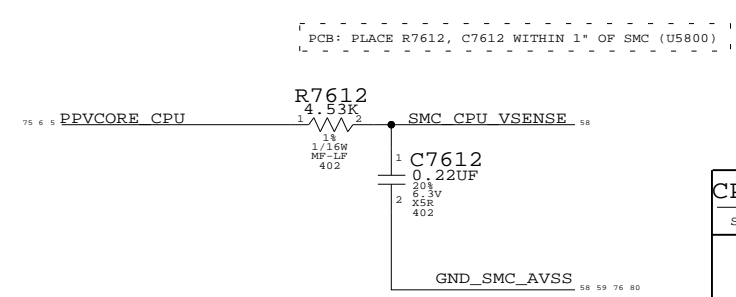 PCB: PLACE R7612, C7612 WITHIN 1" OF SMC (U5800)
R7612
4.53K
75 6 5 PPVCORE_CPU 1 2 SMC_CPU_VSENSE 58
1%
1/16W
MF-LF
402
1 C7612
0.22UF
20%
2 6.3V
X5R
402
GND_SMC_AVSS 58 59 76 80